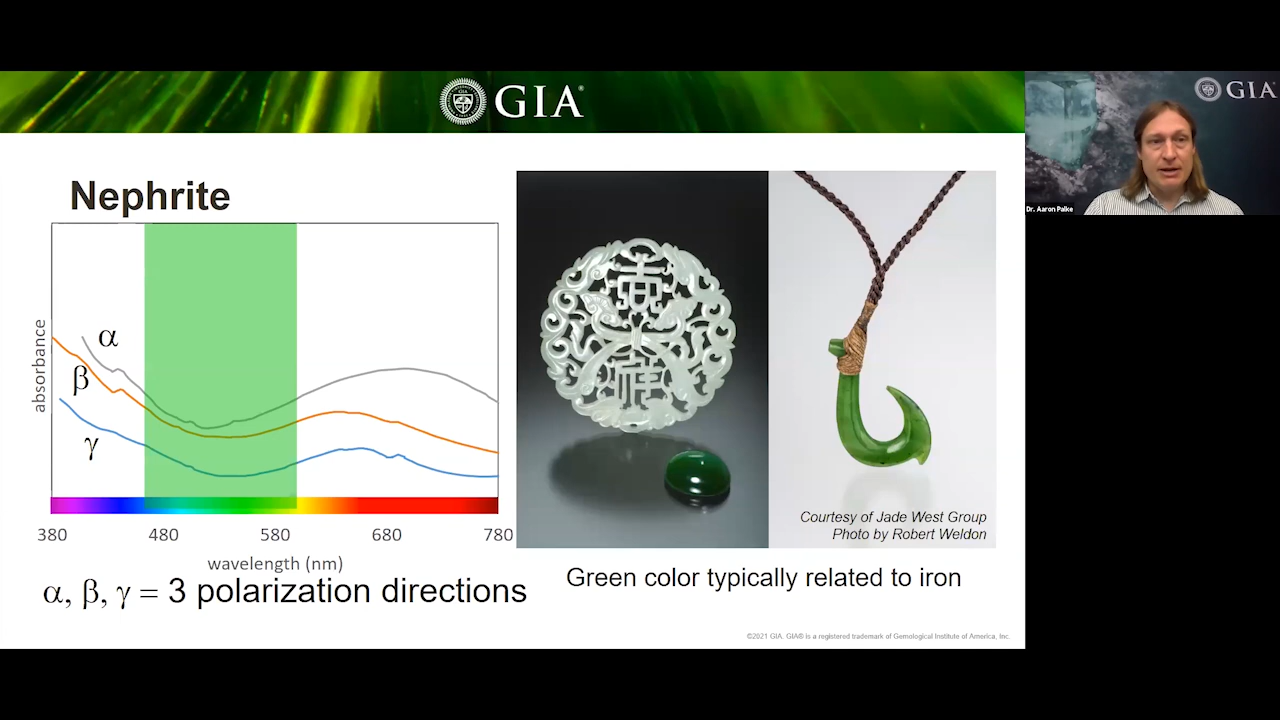 GIA®
GIA
Dr. Aaron Palke
Nephrite
absorbance
α
β
γ
380 480 580 680 780
wavelength (nm)
α, β, γ = 3 polarization directions
Courtesy of Jade West Group
Photo by Robert Weldon
Green color typically related to iron
©2021 GIA. GIA® is a registered trademark of Gemological Institute of America, Inc.